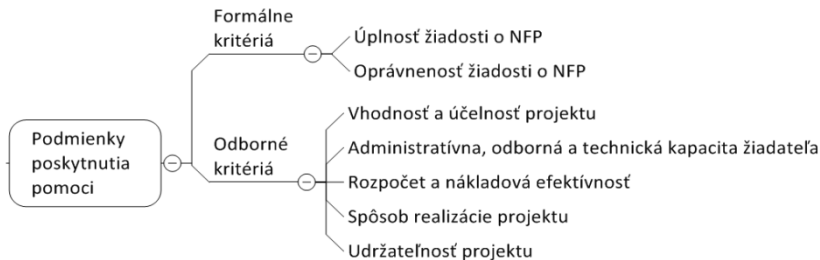 Formálne
kritériá
Úplnosť žiadosti o NFP
Oprávnenosť žiadosti o NFP
Podmienky
poskytnutia
pomoci
Odborné
kritériá
Vhodnosť a účelnosť projektu
Administratívna, odborná a technická kapacita žiadateľa
Rozpočet a nákladová efektívnosť
Spôsob realizácie projektu
Udržateľnosť projektu